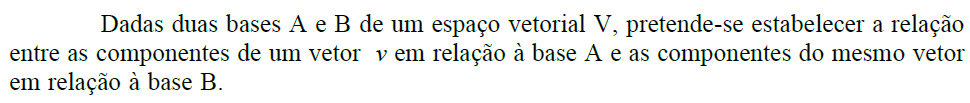 Dadas duas bases A e B de um espaço vetorial V, pretende-se estabelecer a relação
entre as componentes de um vetor v em relação à base A e as componentes do mesmo vetor
em relação à base B.